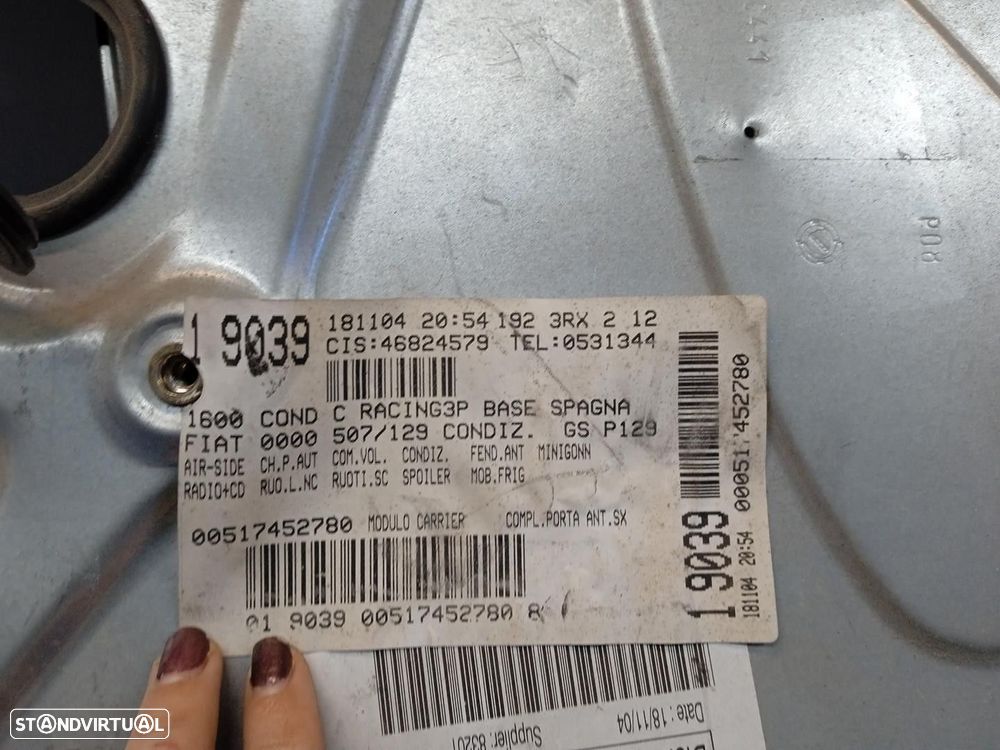 1 9039
181104 20:54 192 3RX 2 12
CIS:46824579 TEL:0531344
1600 COND C RACING3P BASE SPAGNA
FIAT 0000 507/129 CONDIZ. GS P129
AIR-SIDE CH.P.AUT COM.VOL. CONDIZ. FEND.ANT MINIGONN
RADIO+CD RUO.L.NC RUOTI.SC SPOILER MOB.FRIG
00517452780 MODULO CARRIER COMPL.PORTA ANT.SX
01 9039 00517452780 8
1 9039
181104 20:54 000517452780
Date: 18/11/04
Supplier: 83201
P08
STANDVIRTUAL